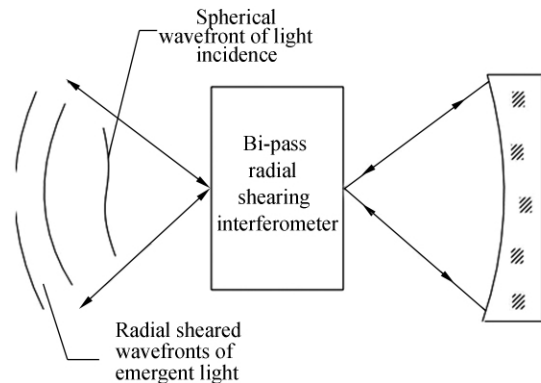 Spherical
wavefront of light
incidence
Bi-pass
radial
shearing
interferometer
Radial sheared
wavefronts of
emergent light